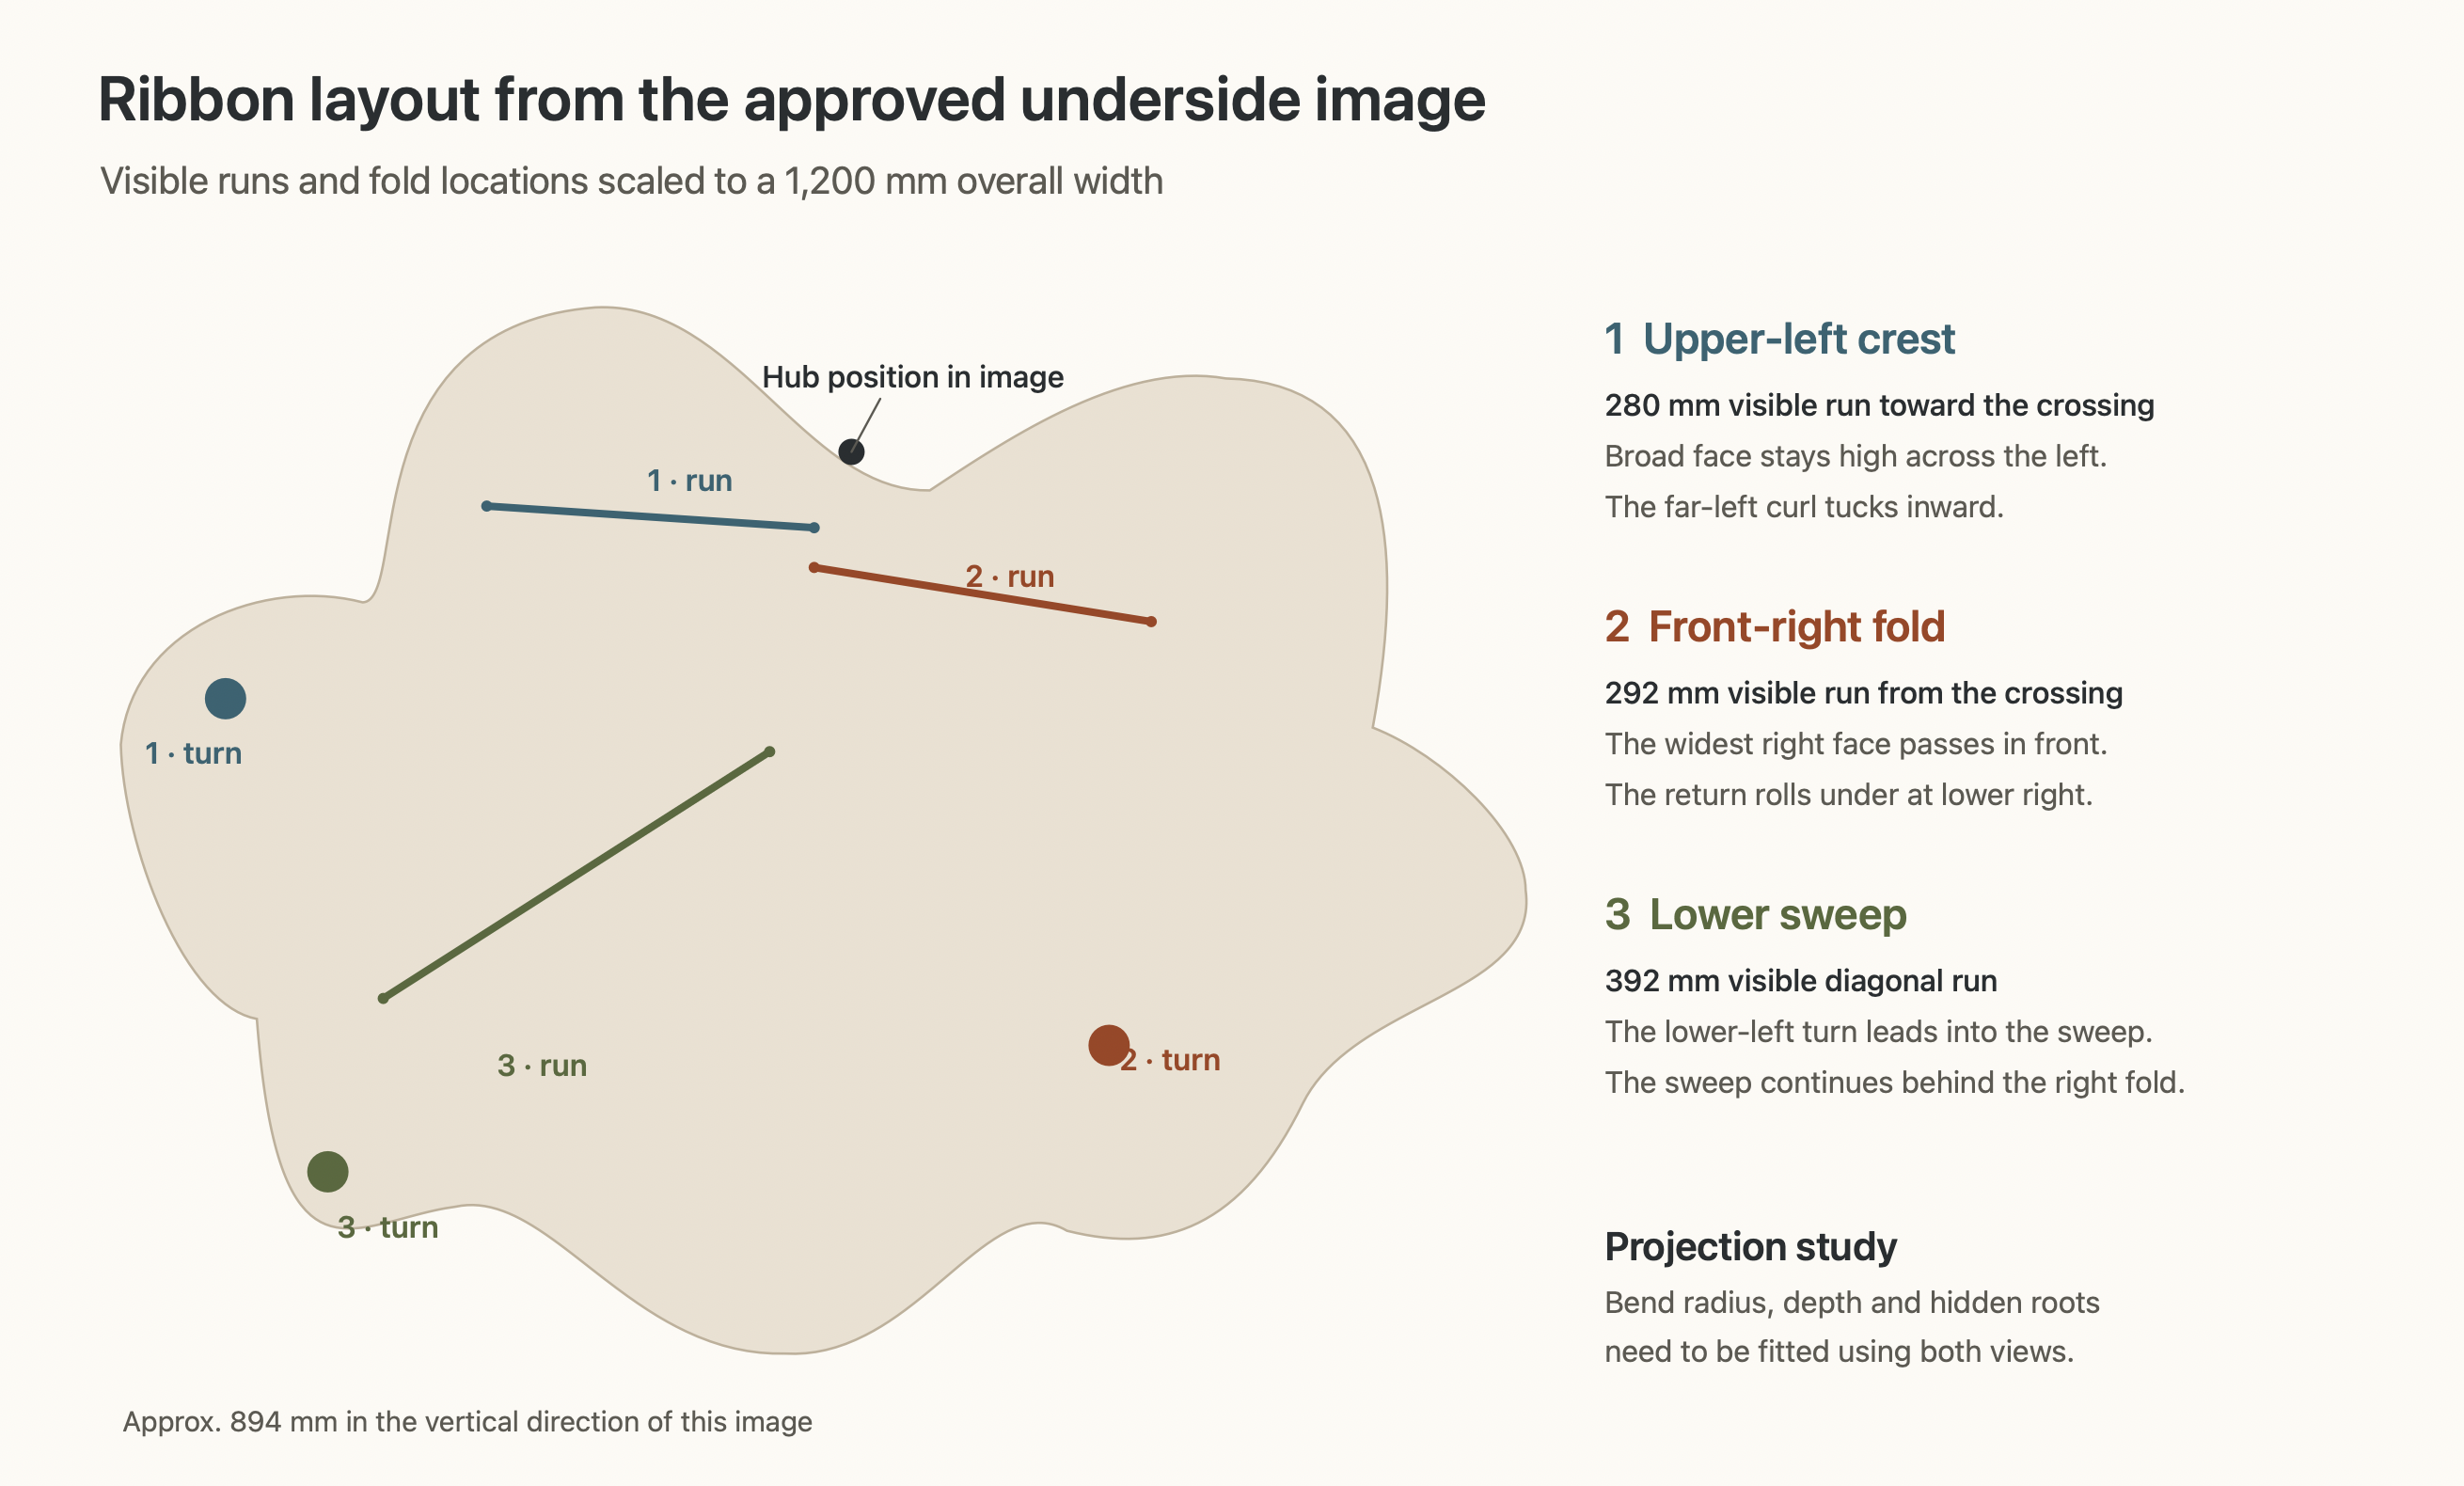 Ribbon layout from the approved underside image
Visible runs and fold locations scaled to a 1,200 mm overall width
Hub position in image
1 · run
2 · run
1 · turn
3 · run
2 · turn
3 · turn
Approx. 894 mm in the vertical direction of this image
1 Upper-left crest
280 mm visible run toward the crossing
Broad face stays high across the left.
The far-left curl tucks inward.
2 Front-right fold
292 mm visible run from the crossing
The widest right face passes in front.
The return rolls under at lower right.
3 Lower sweep
392 mm visible diagonal run
The lower-left turn leads into the sweep.
The sweep continues behind the right fold.
Projection study
Bend radius, depth and hidden roots
need to be fitted using both views.